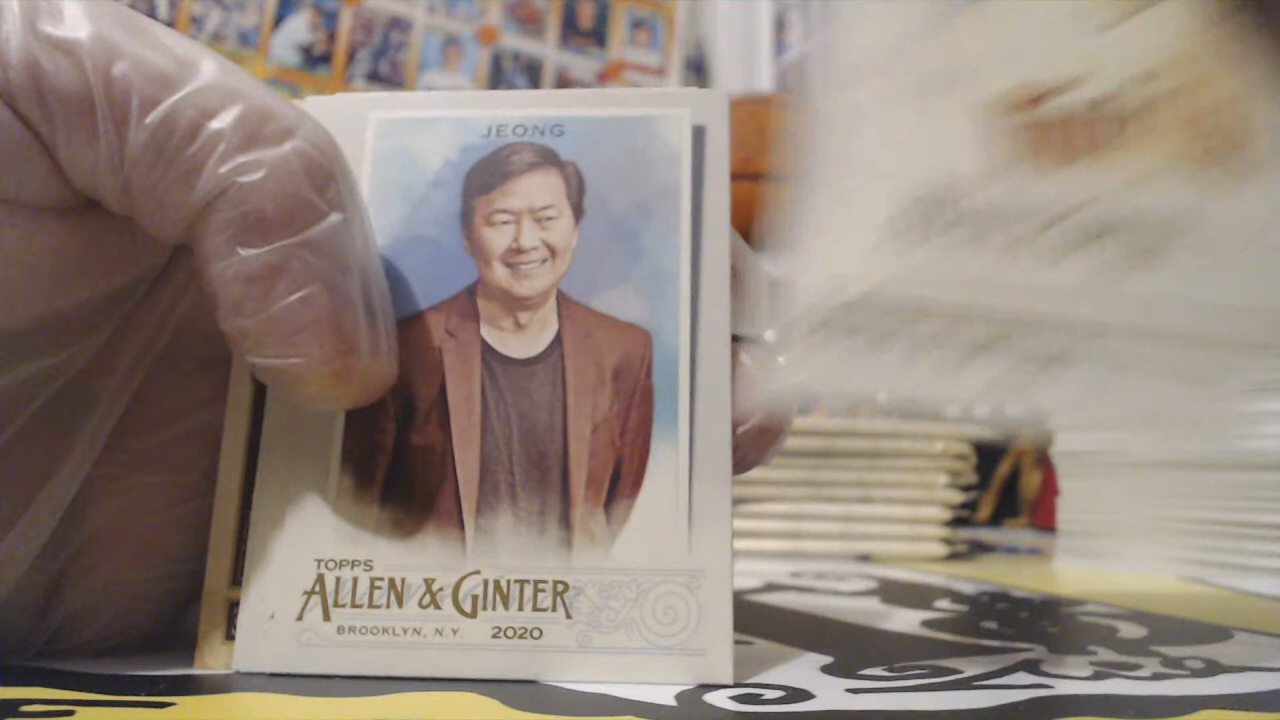 JEONG
TOPPS
ALLEN & GINTER
BROOKLYN, N.Y. 2020